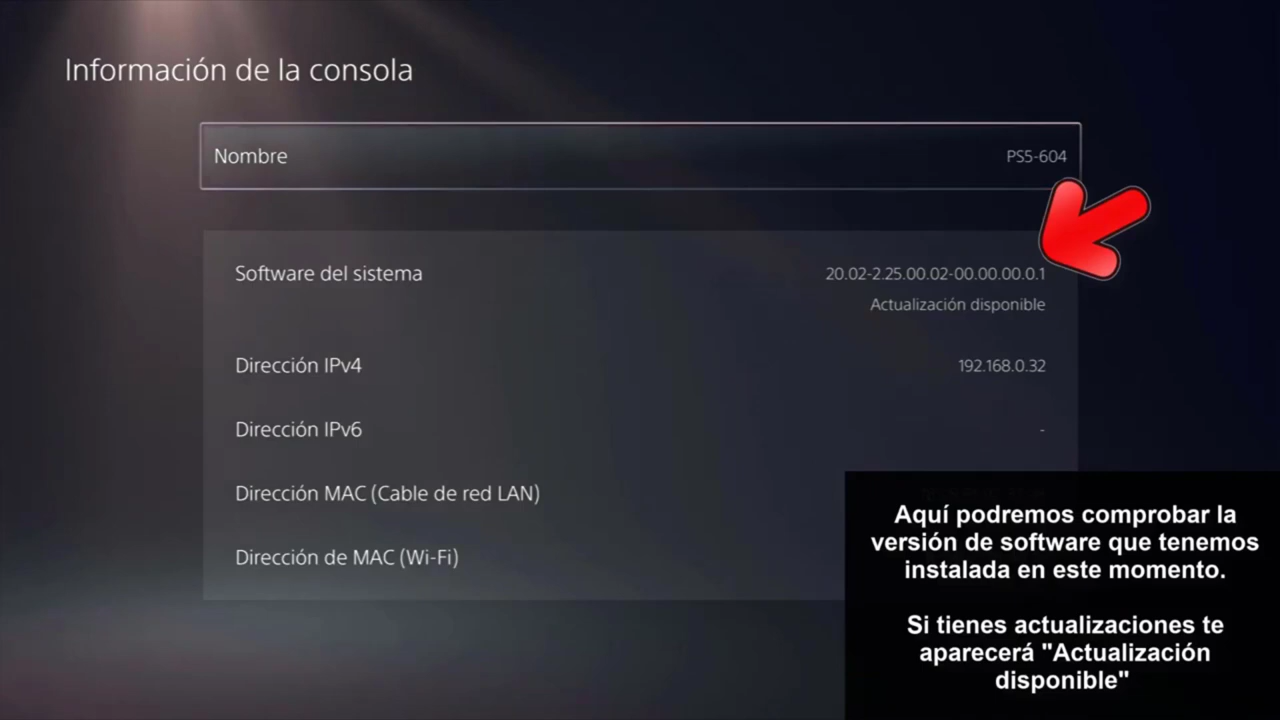 Información de la consola
Nombre PS5-604
Software del sistema 20.02-2.25.00.02-00.00.00.0.1
Actualización disponible
Dirección IPv4 192.168.0.32
Dirección IPv6 -
Dirección MAC (Cable de red LAN)
Dirección de MAC (Wi-Fi)
Aquí podremos comprobar la
versión de software que tenemos
instalada en este momento.
Si tienes actualizaciones te
aparecerá "Actualización
disponible"